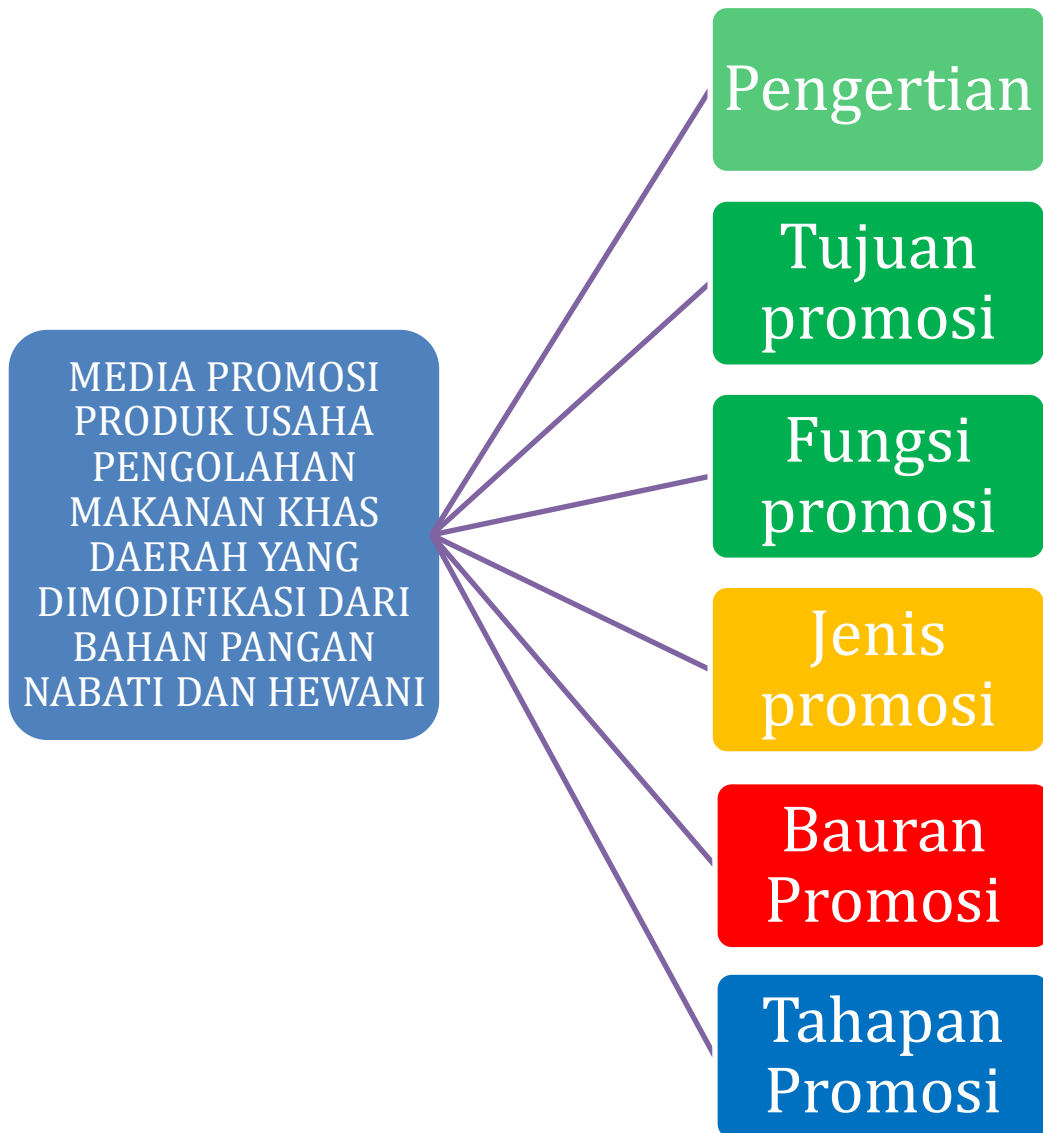 MEDIA PROMOSI
PRODUK USAHA
PENGOLAHAN
MAKANAN KHAS
DAERAH YANG
DIMODIFIKASI DARI
BAHAN PANGAN
NABATI DAN HEWANI
Pengertian
Tujuan
promosi
Fungsi
promosi
Jenis
promosi
Bauran
Promosi
Tahapan
Promosi